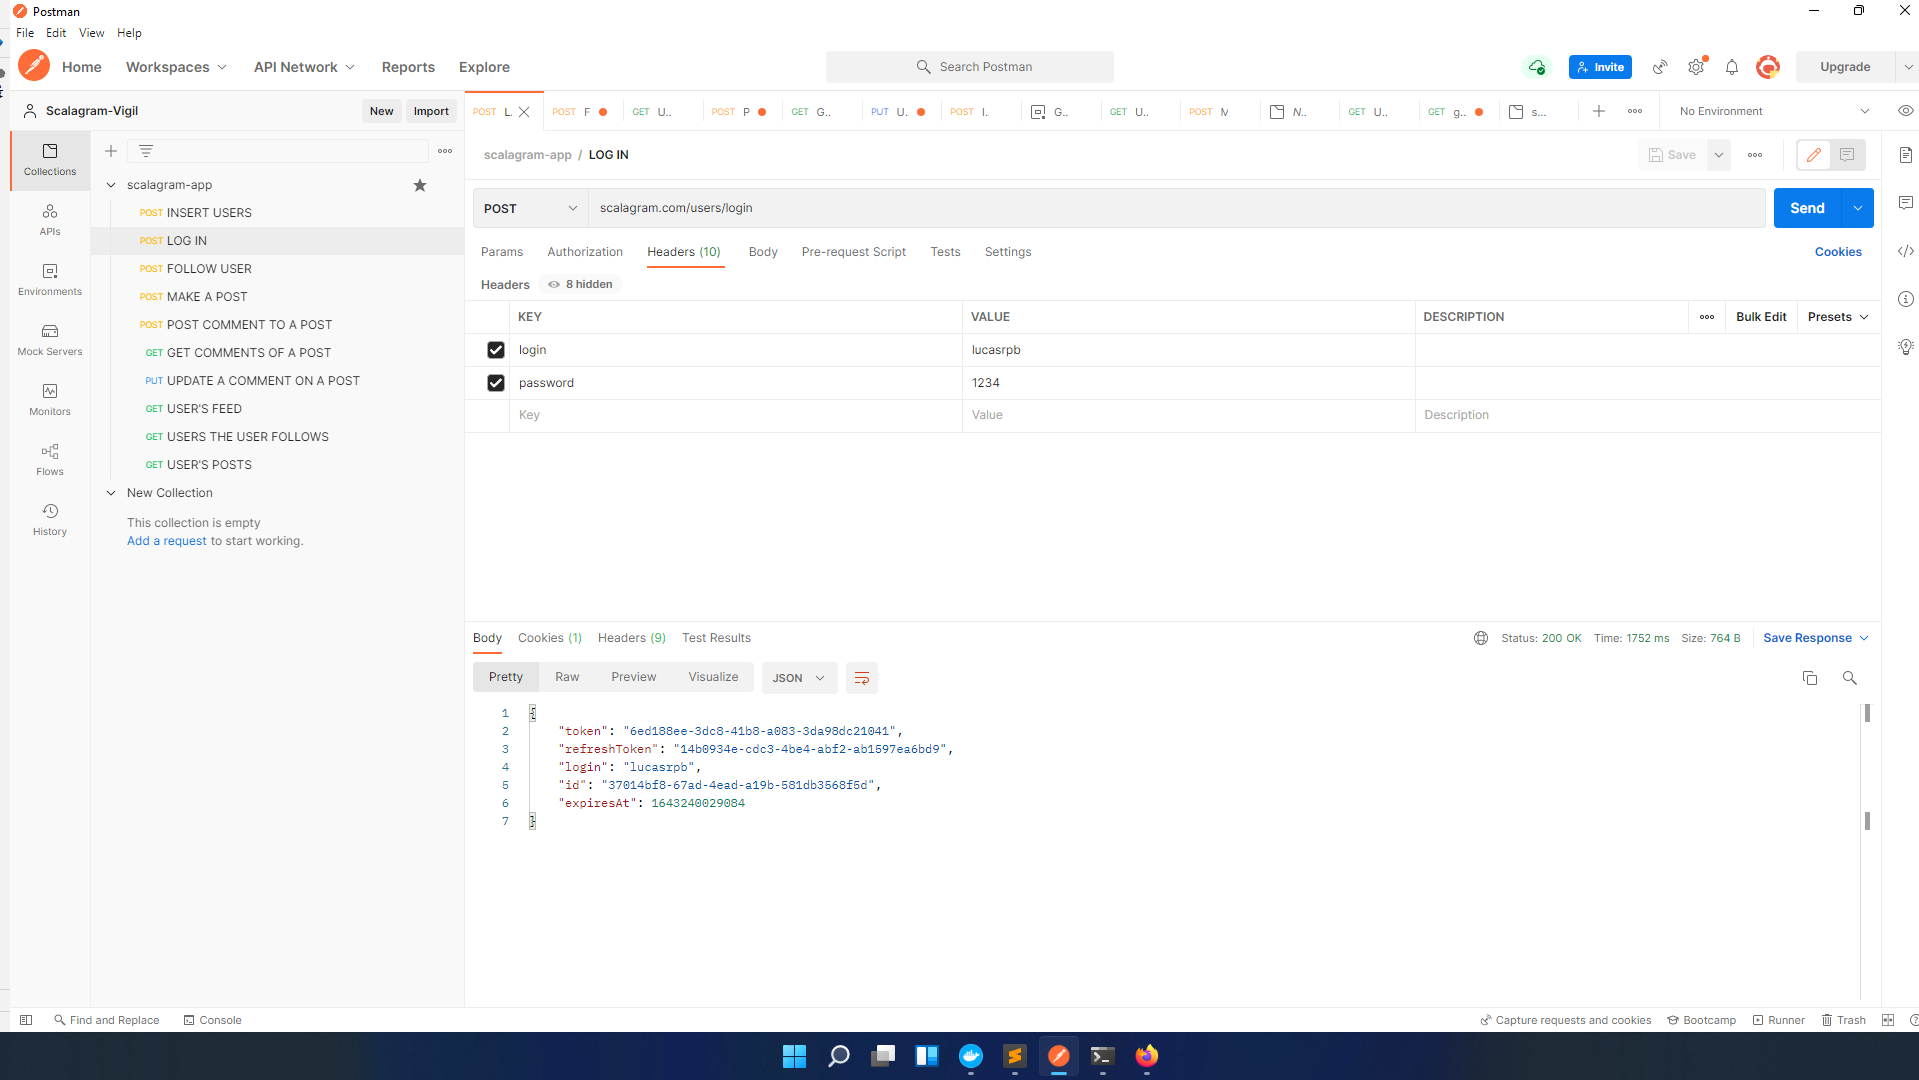 Postman
File Edit View Help
Home Workspaces API Network Reports Explore Search Postman Invite Upgrade
Scalagram-Vigil New Import
POST L. POST F GET U.. POST P GET G.. PUT U. POST I. G.. GET U.. POST M N.. GET U.. GET g.. s... No Environment
Collections
APIs
Environments
Mock Servers
Monitors
Flows
History
scalagram-app
POST INSERT USERS
POST LOG IN
POST FOLLOW USER
POST MAKE A POST
POST POST COMMENT TO A POST
GET GET COMMENTS OF A POST
PUT UPDATE A COMMENT ON A POST
GET USER'S FEED
GET USERS THE USER FOLLOWS
GET USER'S POSTS
New Collection
This collection is empty
Add a request to start working.
scalagram-app / LOG IN Save
POST scalagram.com/users/login Send
Params Authorization Headers (10) Body Pre-request Script Tests Settings Cookies
Headers 8 hidden
KEY VALUE DESCRIPTION Bulk Edit Presets
login lucasrpb
password 1234
Key Value Description
Body Cookies (1) Headers (9) Test Results Status: 200 OK Time: 1752 ms Size: 764 B Save Response
Pretty Raw Preview Visualize JSON
1 {
2 "token": "6ed188ee-3dc8-41b8-a083-3da98dc21041",
3 "refreshToken": "14b0934e-cdc3-4be4-abf2-ab1597ea6bd9",
4 "login": "lucasrpb",
5 "id": "37014bf8-67ad-4ead-a19b-581db3568f5d",
6 "expiresAt": 1643240029084
7 }
Find and Replace Console Capture requests and cookies Bootcamp Runner Trash